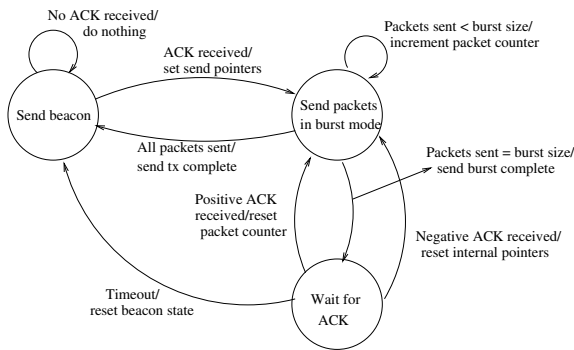 No ACK received/
do nothing
ACK received/
set send pointers
Packets sent < burst size/
increment packet counter
Send beacon
Send packets
in burst mode
All packets sent/
send tx complete
Packets sent = burst size/
send burst complete
Positive ACK
received/reset
packet counter
Negative ACK received/
reset internal pointers
Timeout/
reset beacon state
Wait for
ACK